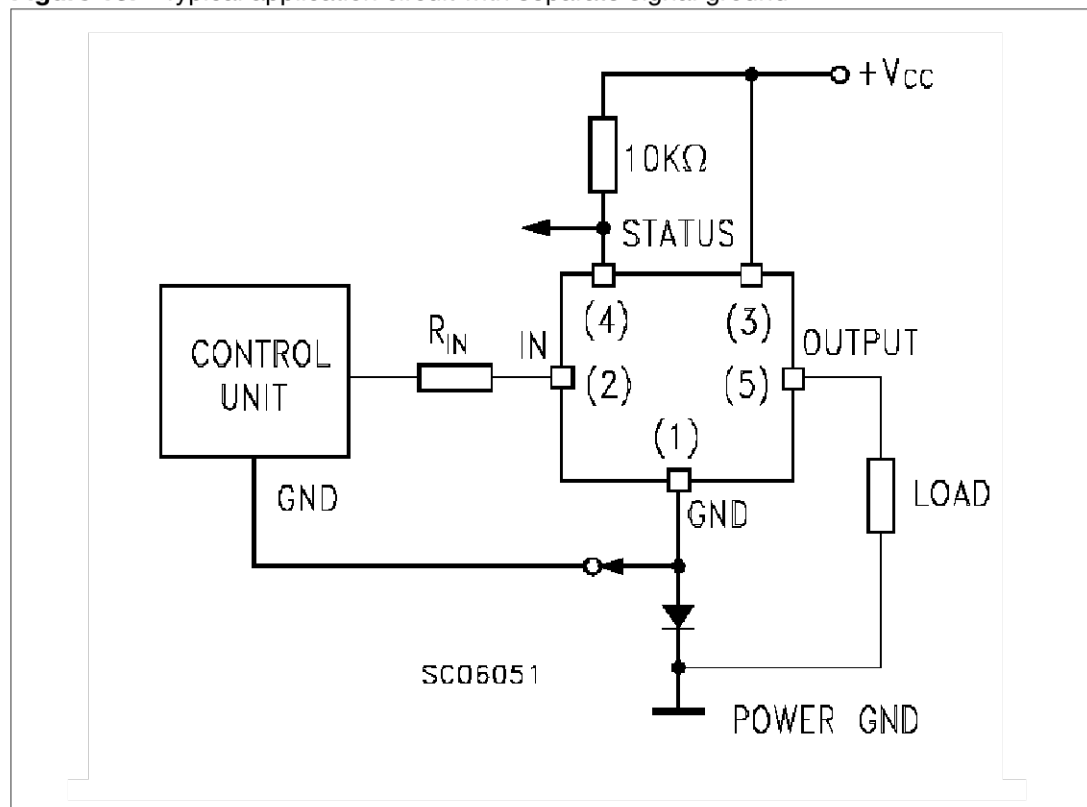 +VCC
10KΩ
STATUS
(4)
(3)
OUTPUT
CONTROL
UNIT
RIN
IN
(2)
(5)
(1)
GND
GND
LOAD
SC06051
POWER GND